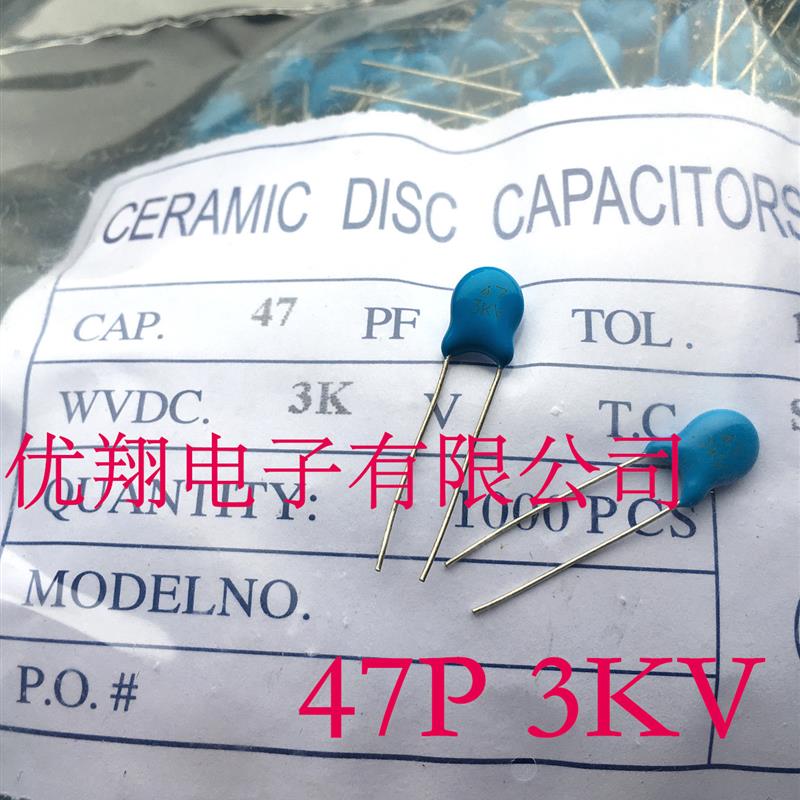 CERAMIC DISC CAPACITORS
CAP. 47 PF TOL.
47
3KV
WVDC. 3K V T.C
优翔电子有限公司
QUANTITY: 1000 PCS
MODELNO.
P.O. #
47P 3KV